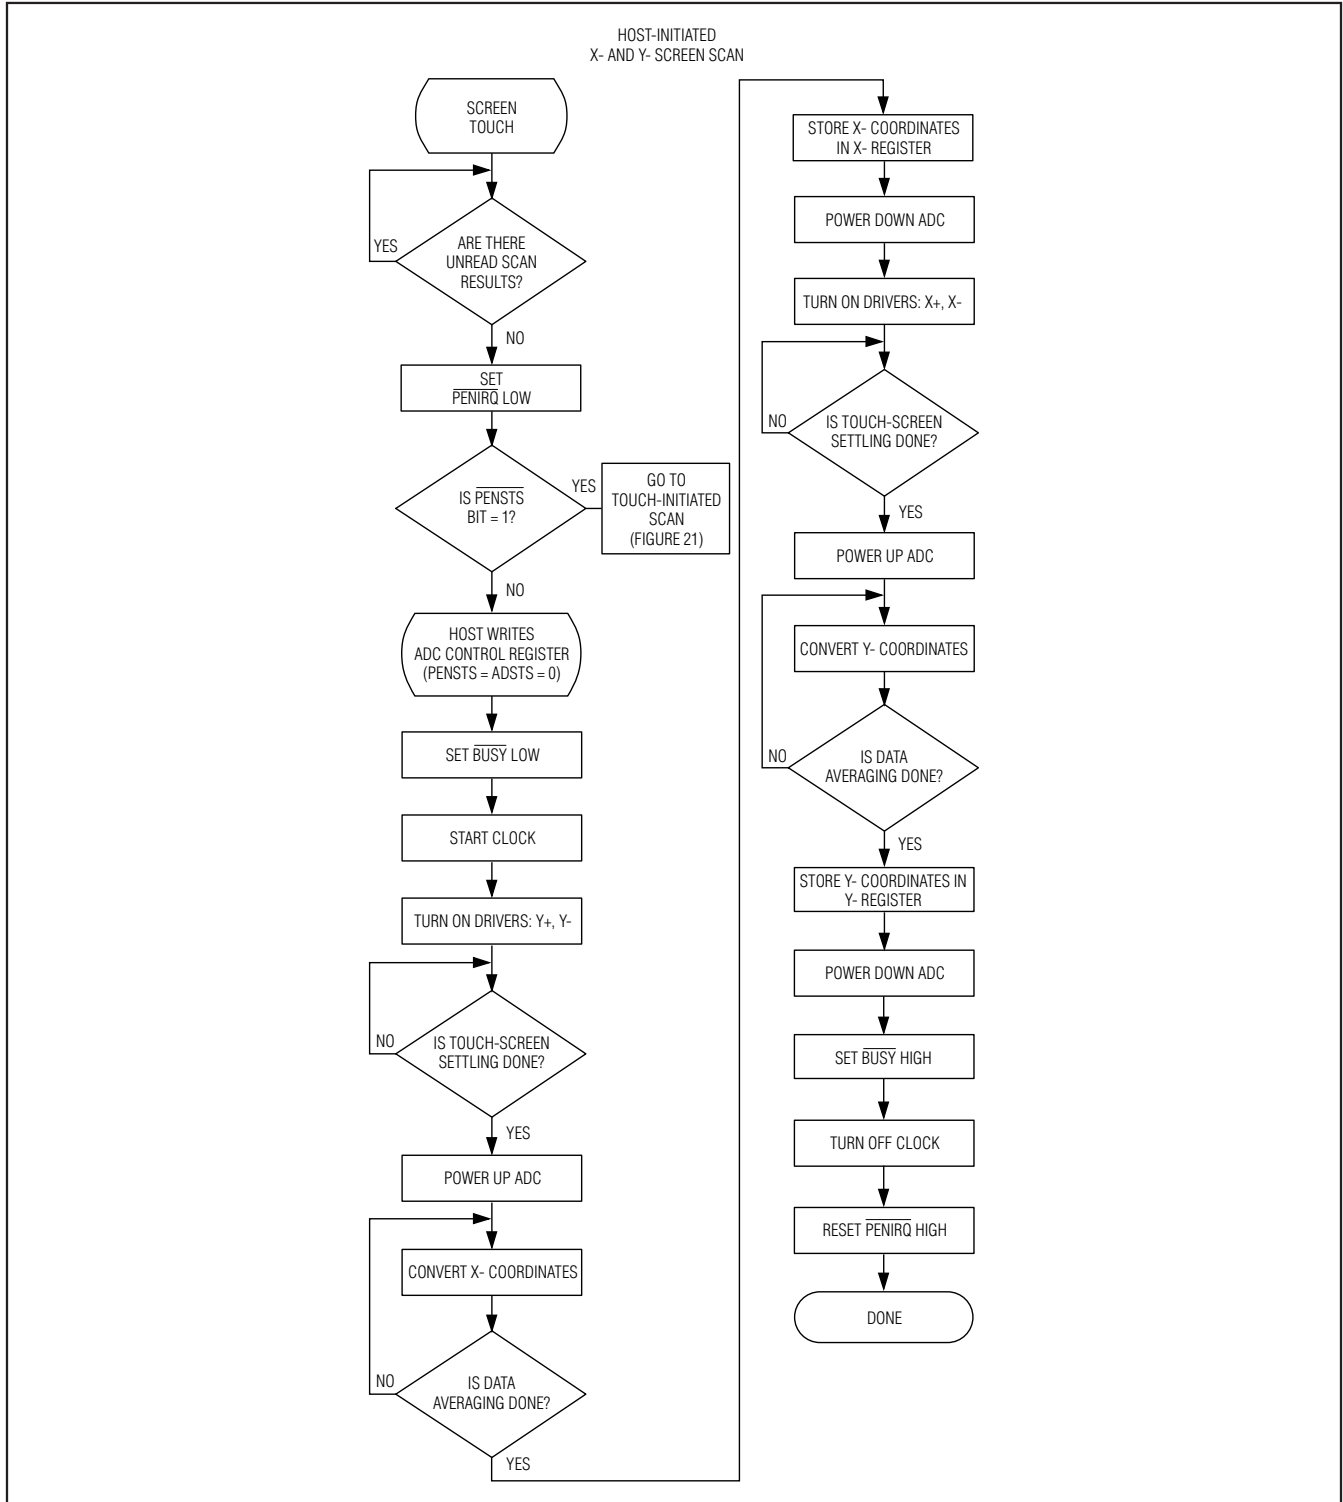 HOST-INITIATED
X- AND Y- SCREEN SCAN
SCREEN
TOUCH
YES
ARE THERE
UNREAD SCAN
RESULTS?
NO
SET
PENIRQ LOW
IS PENSTS
BIT = 1?
YES
GO TO
TOUCH-INITIATED
SCAN
(FIGURE 21)
NO
HOST WRITES
ADC CONTROL REGISTER
(PENSTS = ADSTS = 0)
SET BUSY LOW
START CLOCK
TURN ON DRIVERS: Y+, Y-
NO
IS TOUCH-SCREEN
SETTLING DONE?
YES
POWER UP ADC
CONVERT X- COORDINATES
NO
IS DATA
AVERAGING DONE?
YES
STORE X- COORDINATES
IN X- REGISTER
POWER DOWN ADC
TURN ON DRIVERS: X+, X-
NO
IS TOUCH-SCREEN
SETTLING DONE?
YES
POWER UP ADC
CONVERT Y- COORDINATES
NO
IS DATA
AVERAGING DONE?
YES
STORE Y- COORDINATES IN
Y- REGISTER
POWER DOWN ADC
SET BUSY HIGH
TURN OFF CLOCK
RESET PENIRQ HIGH
DONE